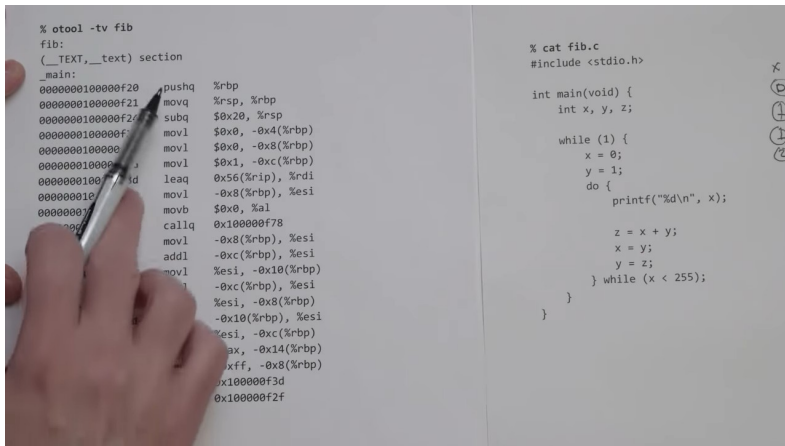 % otool -tv fib
fib:
(__TEXT,__text) section
_main:
0000000100000f20 pushq %rbp
0000000100000f21 movq %rsp, %rbp
0000000100000f24 subq $0x20, %rsp
movl $0x0, -0x4(%rbp)
movl $0x0, -0x8(%rbp)
movl $0x1, -0xc(%rbp)
leaq 0x56(%rip), %rdi
movl -0x8(%rbp), %esi
movb $0x0, %al
callq 0x100000f78
movl -0x8(%rbp), %esi
addl -0xc(%rbp), %esi
movl %esi, -0x10(%rbp)
-0xc(%rbp), %esi
%esi, -0x8(%rbp)
-0x10(%rbp), %esi
%esi, -0xc(%rbp)
-0x14(%rbp)
-0x8(%rbp)
0x100000f3d
0x100000f2f
% cat fib.c
#include <stdio.h>
int main(void) {
int x, y, z;
while (1) {
x = 0;
y = 1;
do {
printf("%d\n", x);
z = x + y;
x = y;
y = z;
} while (x < 255);
}
}
x